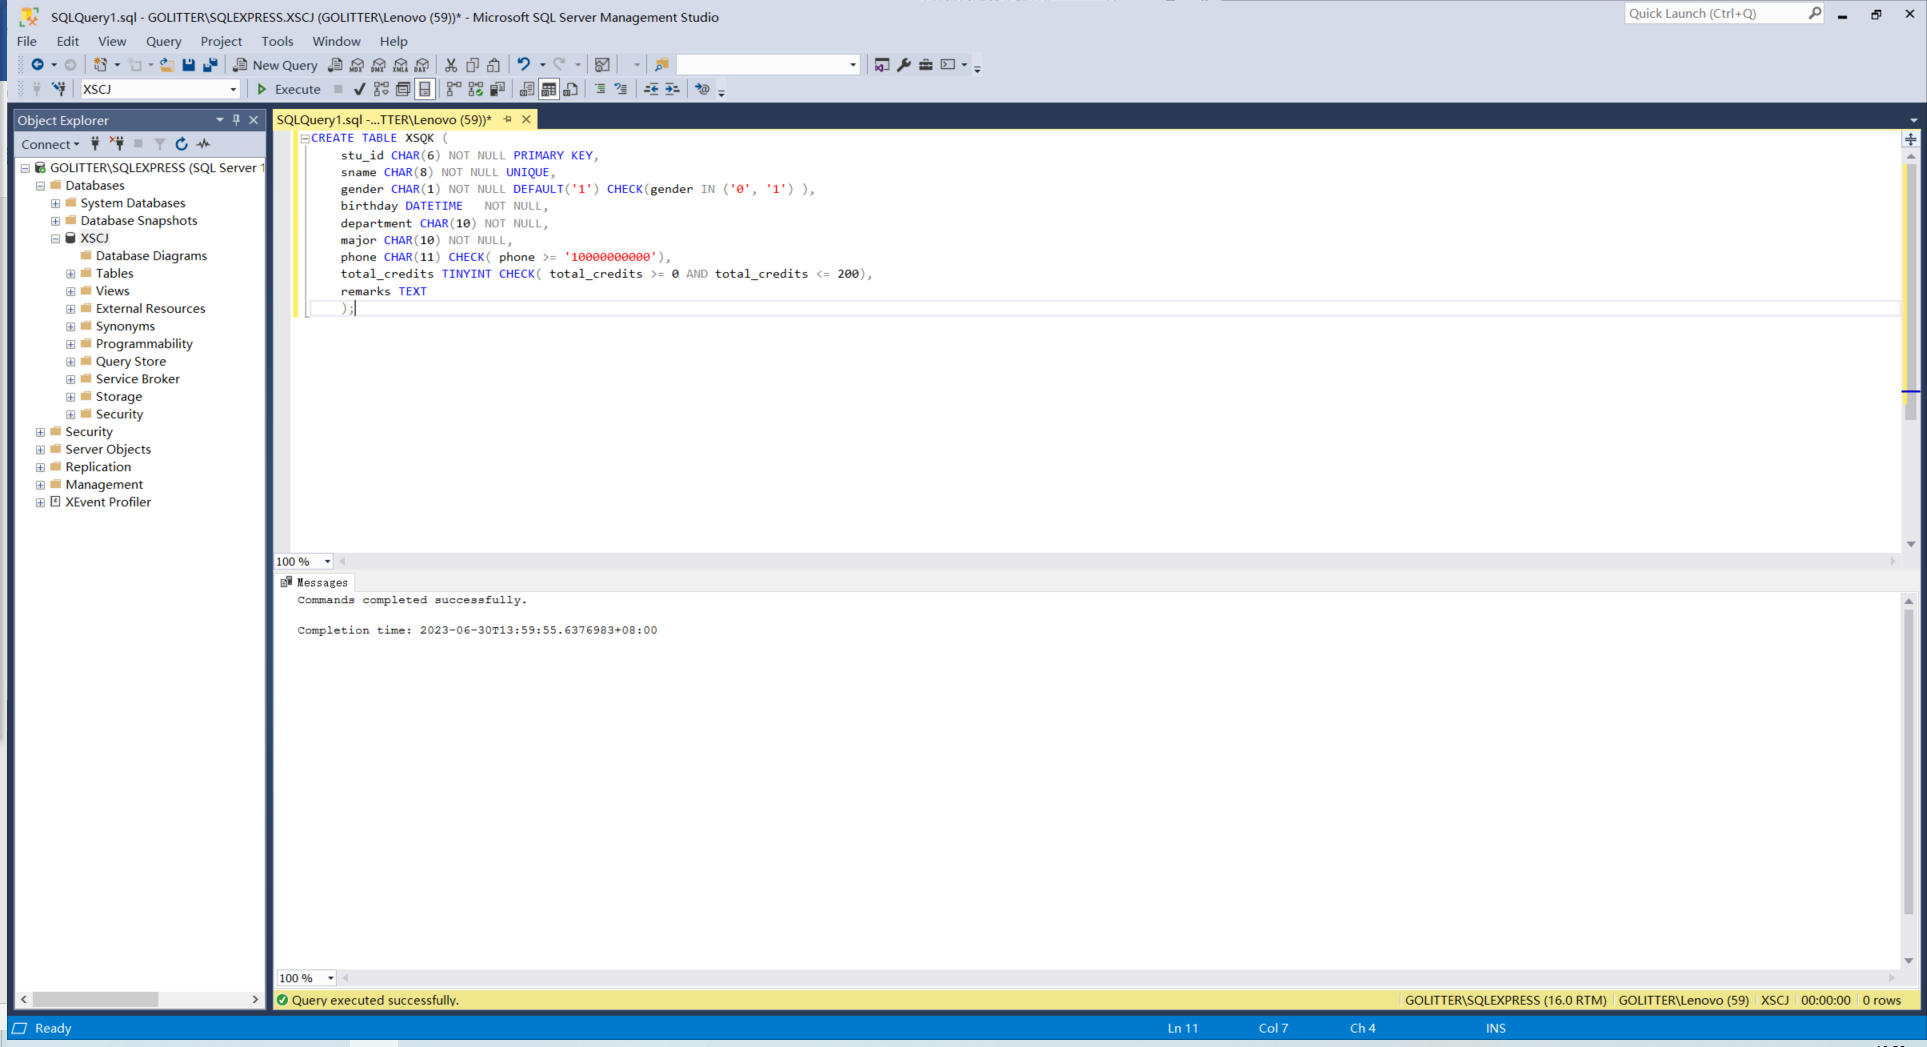 SQLQuery1.sql - GOLITTER\SQLEXPRESS.XSCJ (GOLITTER\Lenovo (59))* - Microsoft SQL Server Management Studio
Quick Launch (Ctrl+Q)
File Edit View Query Project Tools Window Help
New Query MDX DMX XMLA DAX
XSCJ Execute
Object Explorer
SQLQuery1.sql -...TTER\Lenovo (59))*
Connect
GOLITTER\SQLEXPRESS (SQL Server 1
Databases
System Databases
Database Snapshots
XSCJ
Database Diagrams
Tables
Views
External Resources
Synonyms
Programmability
Query Store
Service Broker
Storage
Security
Security
Server Objects
Replication
Management
XEvent Profiler
CREATE TABLE XSQK (
stu_id CHAR(6) NOT NULL PRIMARY KEY,
sname CHAR(8) NOT NULL UNIQUE,
gender CHAR(1) NOT NULL DEFAULT('1') CHECK(gender IN ('0', '1') ),
birthday DATETIME NOT NULL,
department CHAR(10) NOT NULL,
major CHAR(10) NOT NULL,
phone CHAR(11) CHECK( phone >= '10000000000'),
total_credits TINYINT CHECK( total_credits >= 0 AND total_credits <= 200),
remarks TEXT
);
100 %
Messages
Commands completed successfully.
Completion time: 2023-06-30T13:59:55.6376983+08:00
100 %
Query executed successfully.
GOLITTER\SQLEXPRESS (16.0 RTM) GOLITTER\Lenovo (59) XSCJ 00:00:00 0 rows
Ready
Ln 11 Col 7 Ch 4 INS